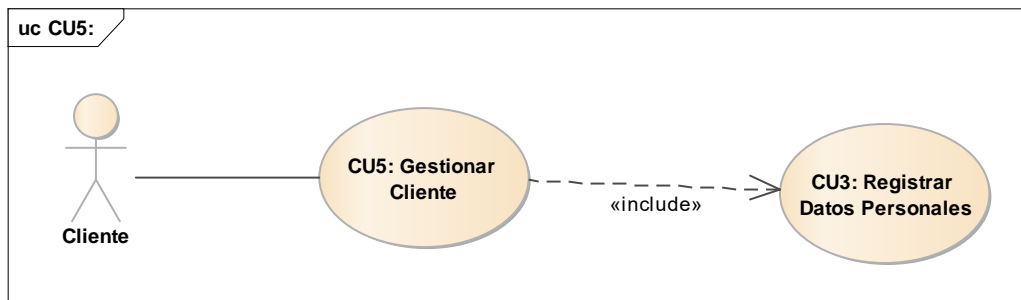 uc CU5:
CU5: Gestionar
Cliente
CU3: Registrar
Datos Personales
«include»
Cliente